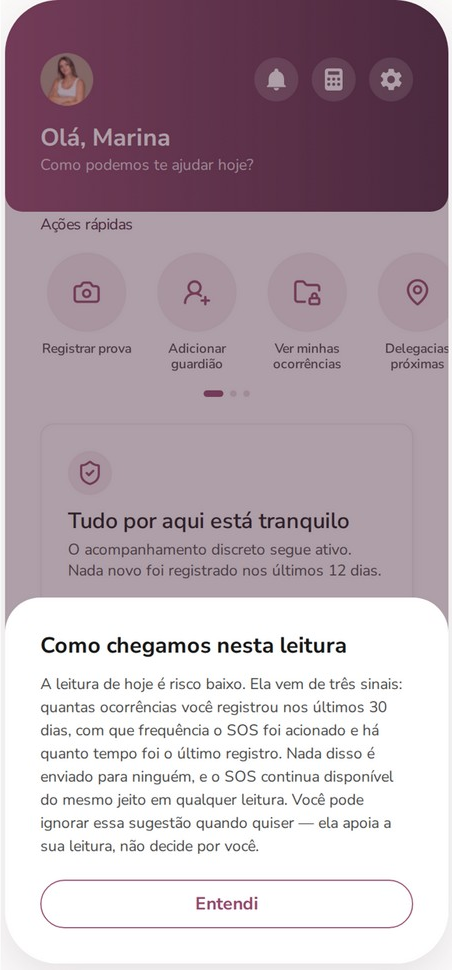 Olá, Marina
Como podemos te ajudar hoje?
Ações rápidas
Registrar prova
Adicionar
guardião
Ver minhas
ocorrências
Delegacias
próximas
Tudo por aqui está tranquilo
O acompanhamento discreto segue ativo.
Nada novo foi registrado nos últimos 12 dias.
Como chegamos nesta leitura
A leitura de hoje é risco baixo. Ela vem de três sinais:
quantas ocorrências você registrou nos últimos 30
dias, com que frequência o SOS foi acionado e há
quanto tempo foi o último registro. Nada disso é
enviado para ninguém, e o SOS continua disponível
do mesmo jeito em qualquer leitura. Você pode
ignorar essa sugestão quando quiser — ela apoia a
sua leitura, não decide por você.
Entendi